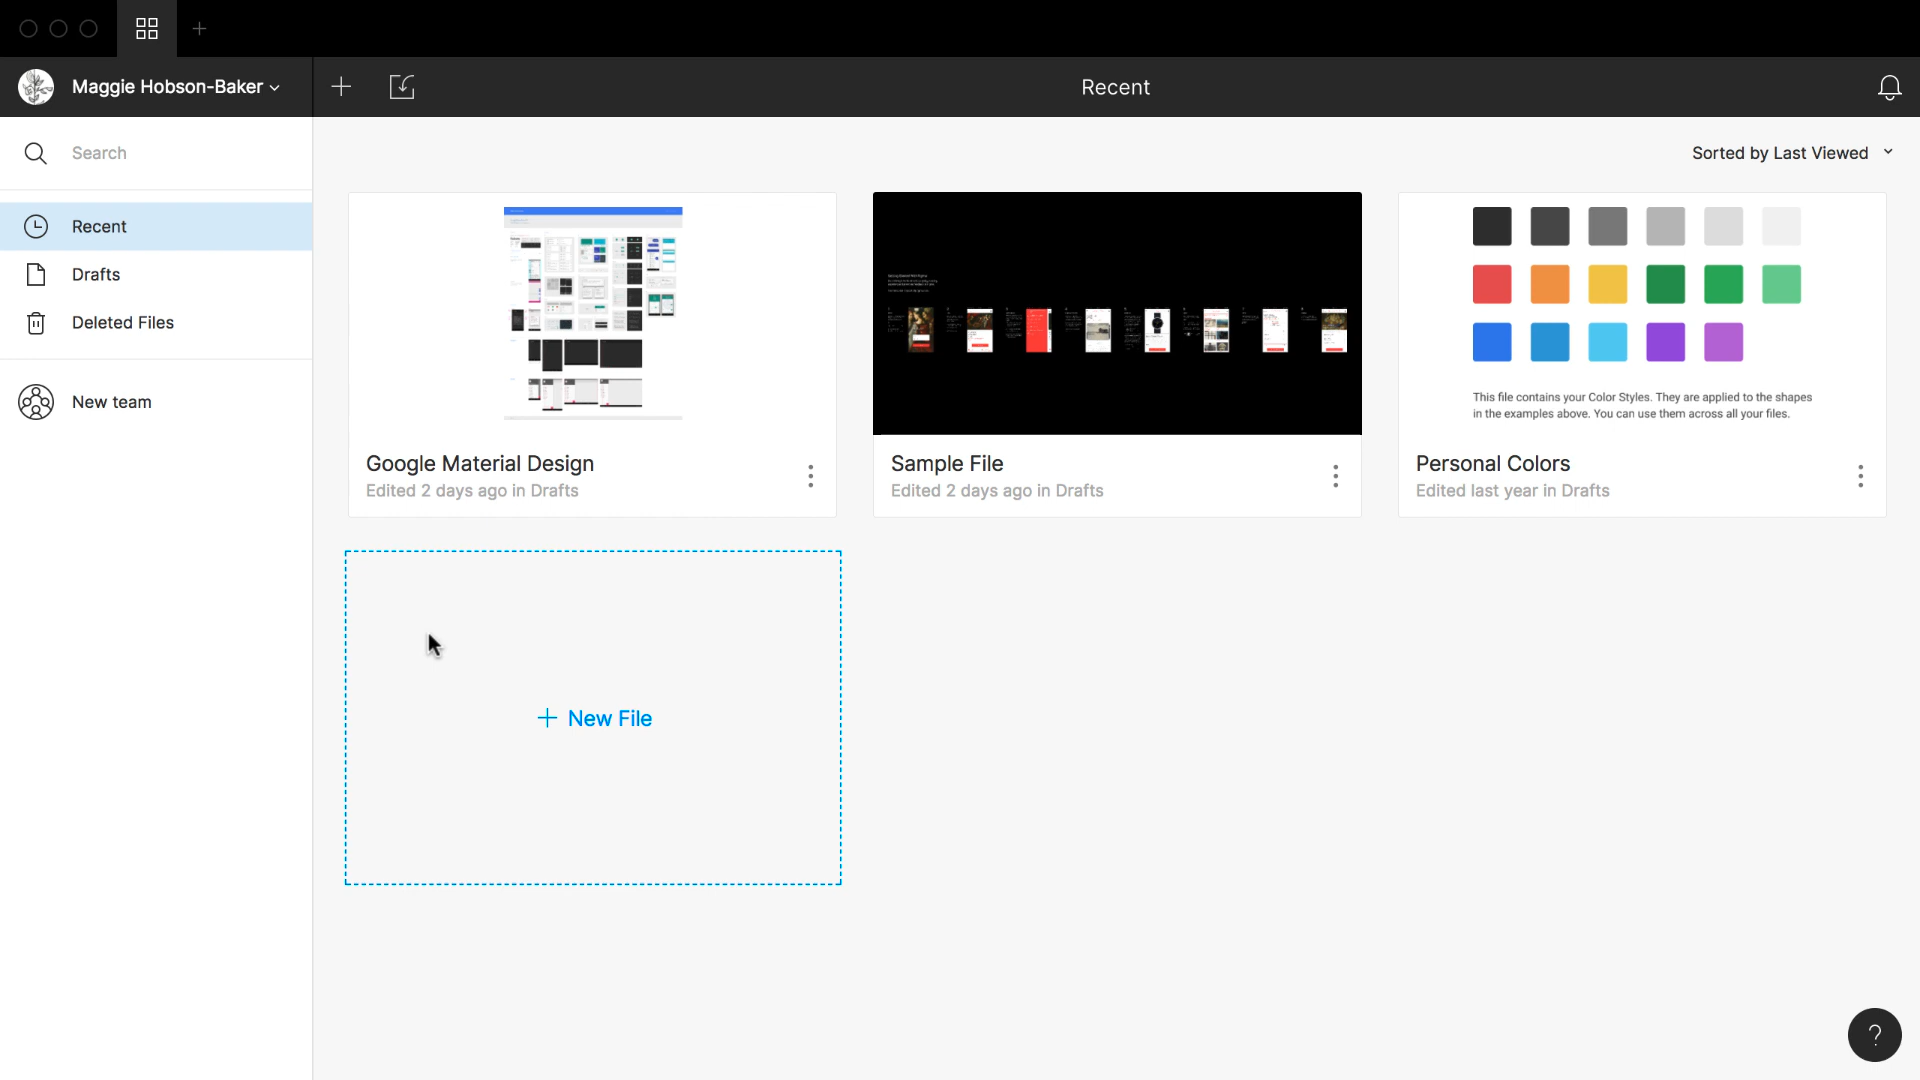 Maggie Hobson-Baker
Recent
Search
Sorted by Last Viewed
Recent
Drafts
Deleted Files
New team
This file contains your Color Styles. They are applied to the shapes
in the examples above. You can use them across all your files.
Google Material Design
Edited 2 days ago in Drafts
Sample File
Edited 2 days ago in Drafts
Personal Colors
Edited last year in Drafts
+ New File
?